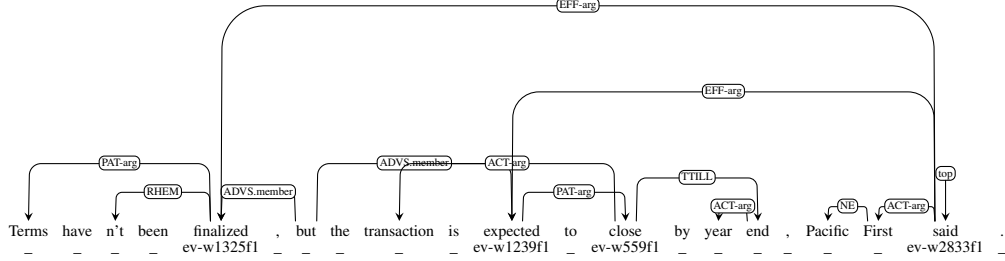 EFF-arg
EFF-arg
PAT-arg ADVS.member ACT-arg
top
TTILL
RHEM ADVS.member PAT-arg
ACT-arg NE ACT-arg
Terms have n't been finalized , but the transaction is expected to close by year end , Pacific First said .
_ _ _ _ ev-w1325f1 _ _ _ _ _ ev-w1239f1 _ ev-w559f1 _ _ _ _ _ _ ev-w2833f1 _